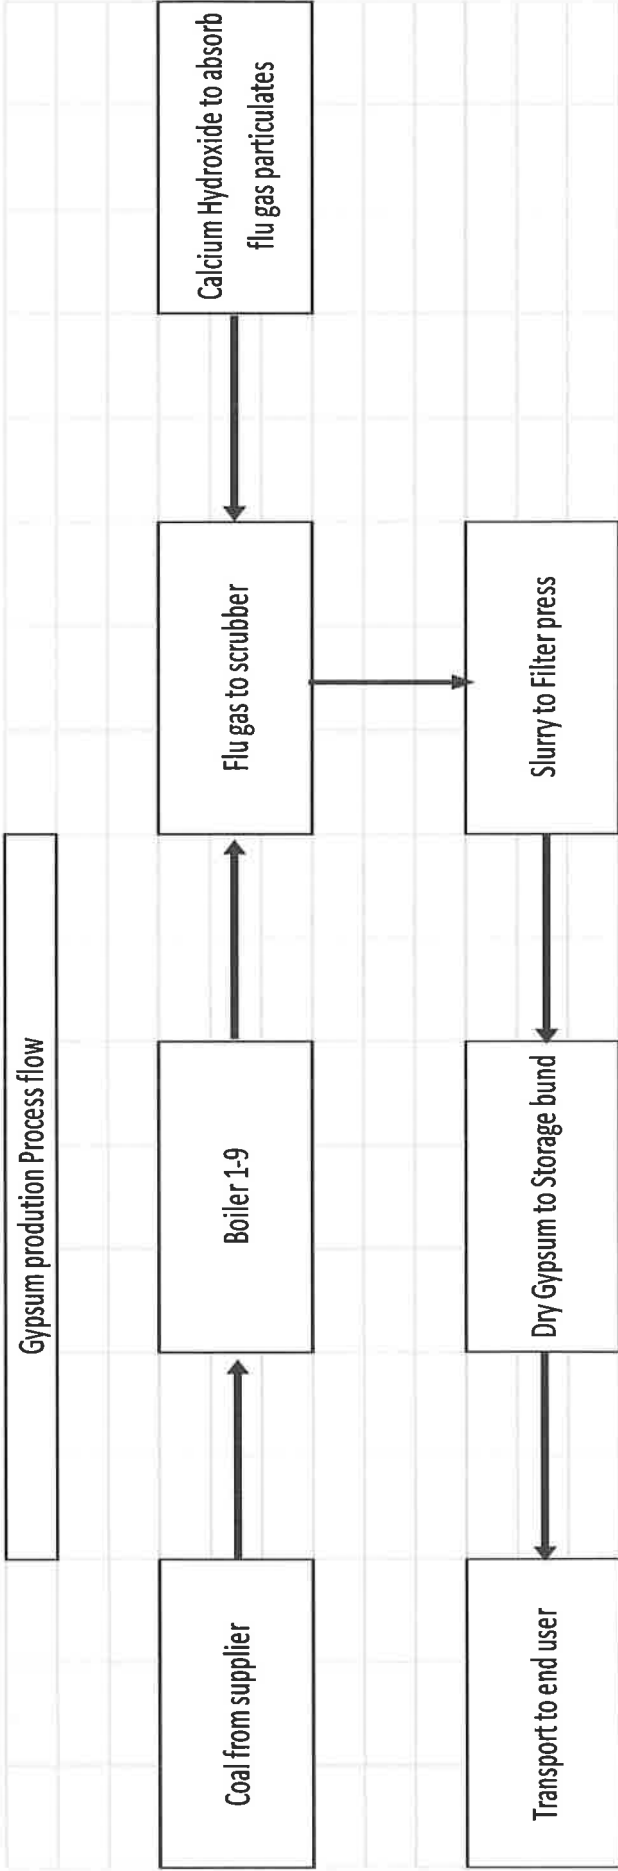 Gypsum prodution Process flow
Coal from supplier
Boiler 1-9
Flu gas to scrubber
Calcium Hydroxide to absorb
flu gas particulates
Transport to end user
Dry Gypsum to Storage bund
Slurry to Filter press